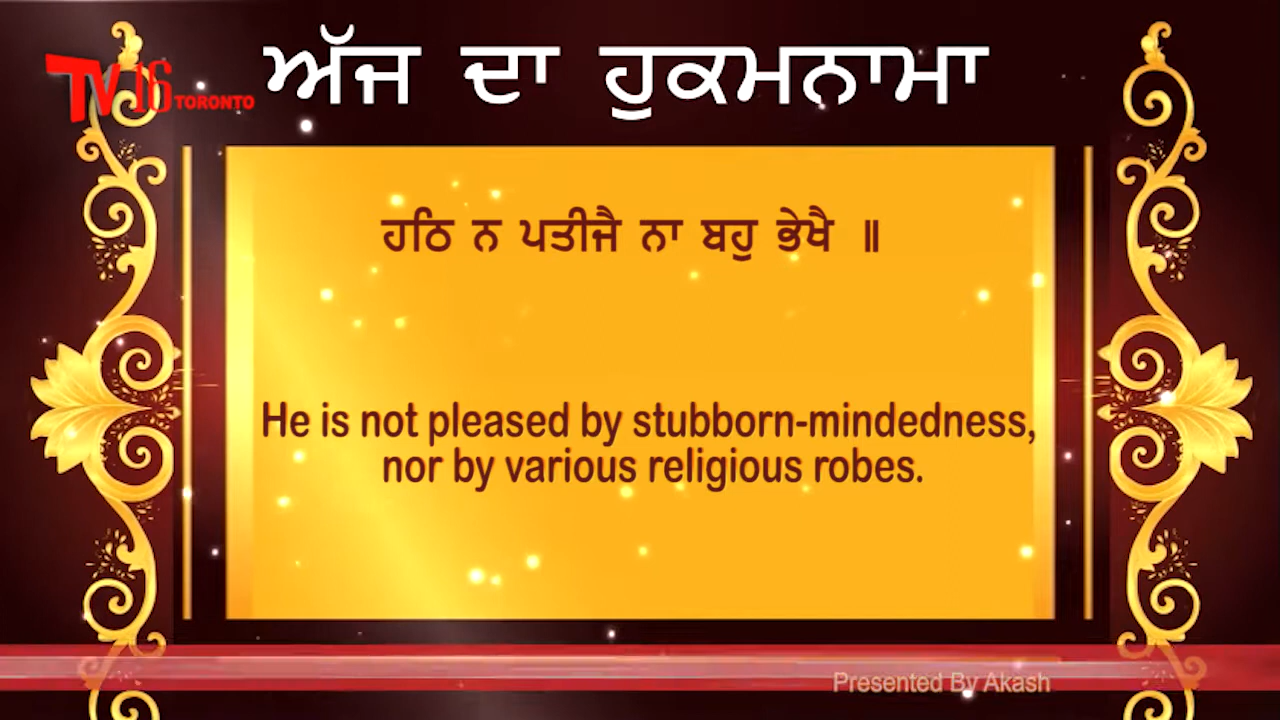 ਅੱਜ ਦਾ ਹੁਕਮਨਾਮਾ
TV16 TORONTO
ਹਠਿ ਨ ਪਤੀਜੈ ਨਾ ਬਹੁ ਭੇਖੈ ॥
He is not pleased by stubborn-mindedness,
nor by various religious robes.
Presented By Akash